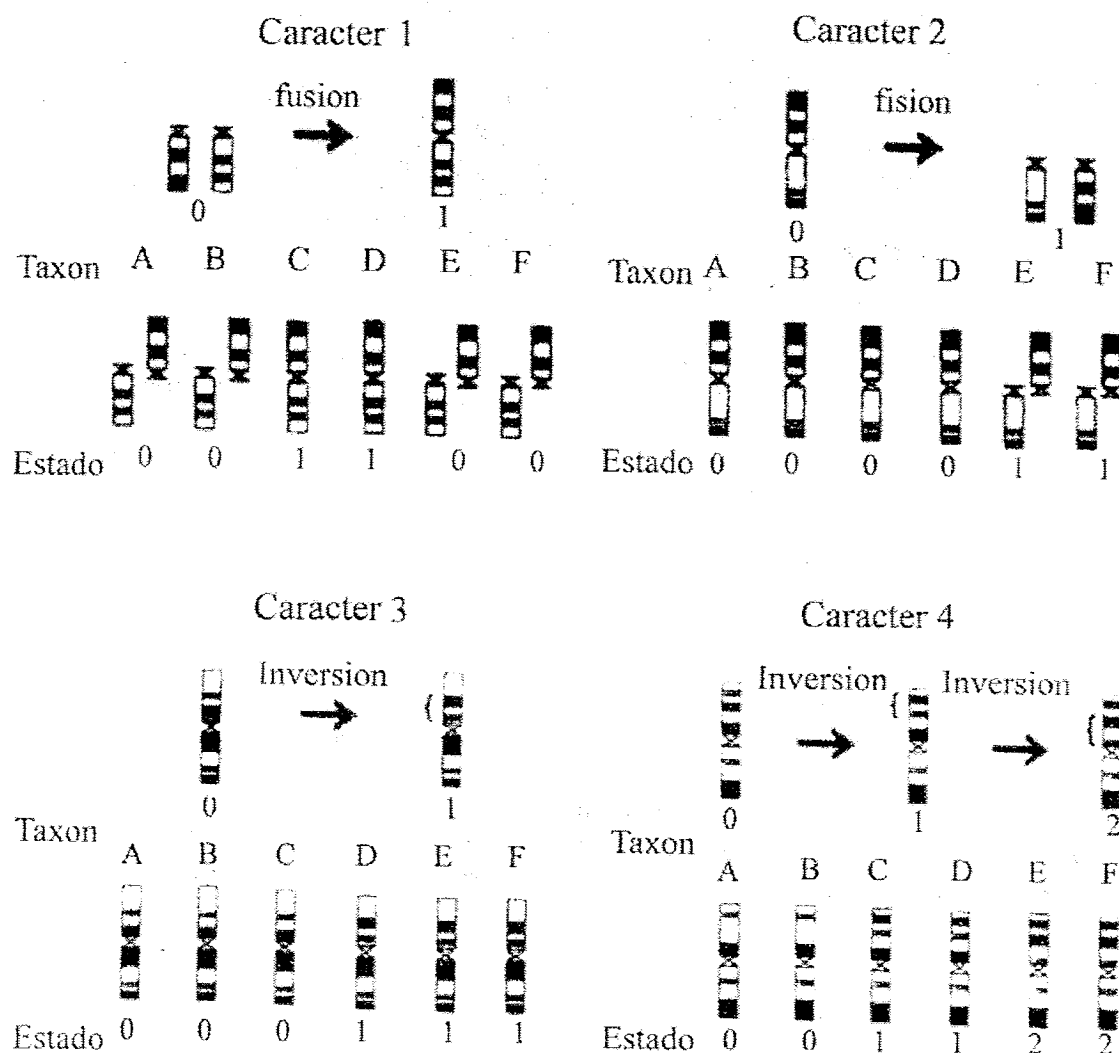 Caracter 1
fusion
0
1
Taxon A B C D E F
Estado 0 0 1 1 0 0
Caracter 2
fision
0
1
Taxon A B C D E F
Estado 0 0 0 0 1 1
Caracter 3
Inversion
0
1
Taxon
A B C D E F
Estado 0 0 0 1 1 1
Caracter 4
Inversion Inversion
0
1
2
Taxon
A B C D E F
Estado 0 0 1 1 2 2